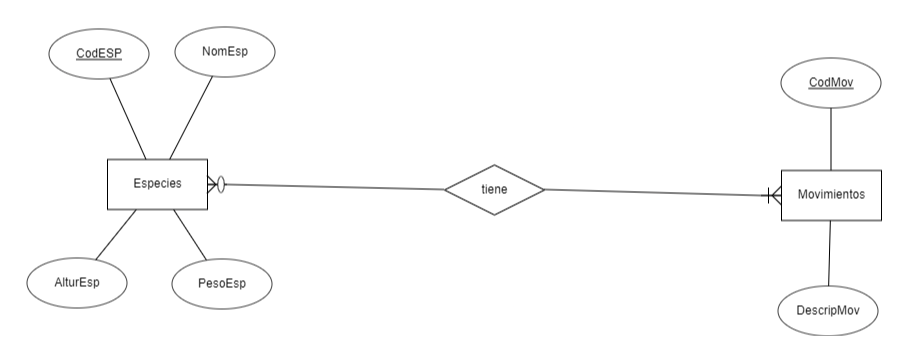 CodESP
NomEsp
CodMov
Especies
tiene
Movimientos
AlturEsp
PesoEsp
DescripMov